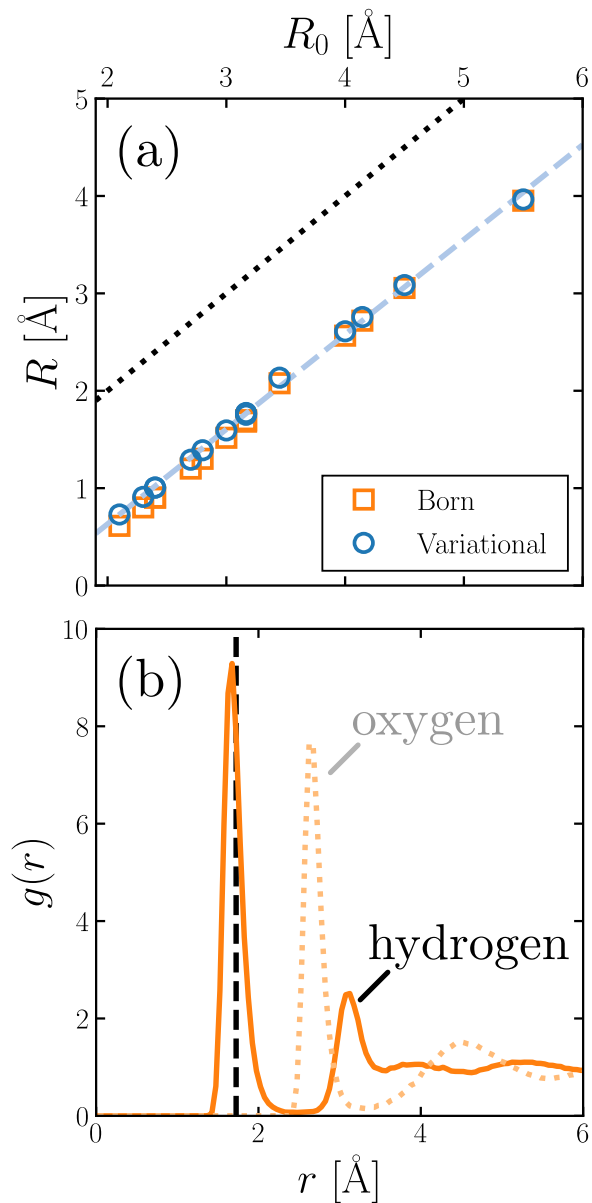 R₀ [Å]
2 3 4 5 6
5
(a)
4
3
R [Å]
2
1
Born
Variational
0
10
(b)
8
oxygen
6
g(r)
4
hydrogen
2
0
0 2 4 6
r [Å]